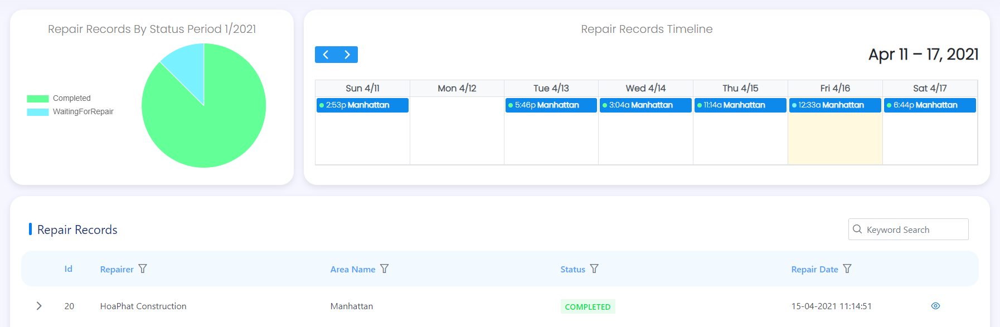 Repair Records By Status Period 1/2021
Completed
WaitingForRepair
Repair Records Timeline
Apr 11 – 17, 2021
Sun 4/11 Mon 4/12 Tue 4/13 Wed 4/14 Thu 4/15 Fri 4/16 Sat 4/17
2:53p Manhattan 5:46p Manhattan 3:04a Manhattan 11:14a Manhattan 12:33a Manhattan 6:44p Manhattan
Repair Records
Keyword Search
Id Repairer Area Name Status Repair Date
20 HoaPhat Construction Manhattan COMPLETED 15-04-2021 11:14:51